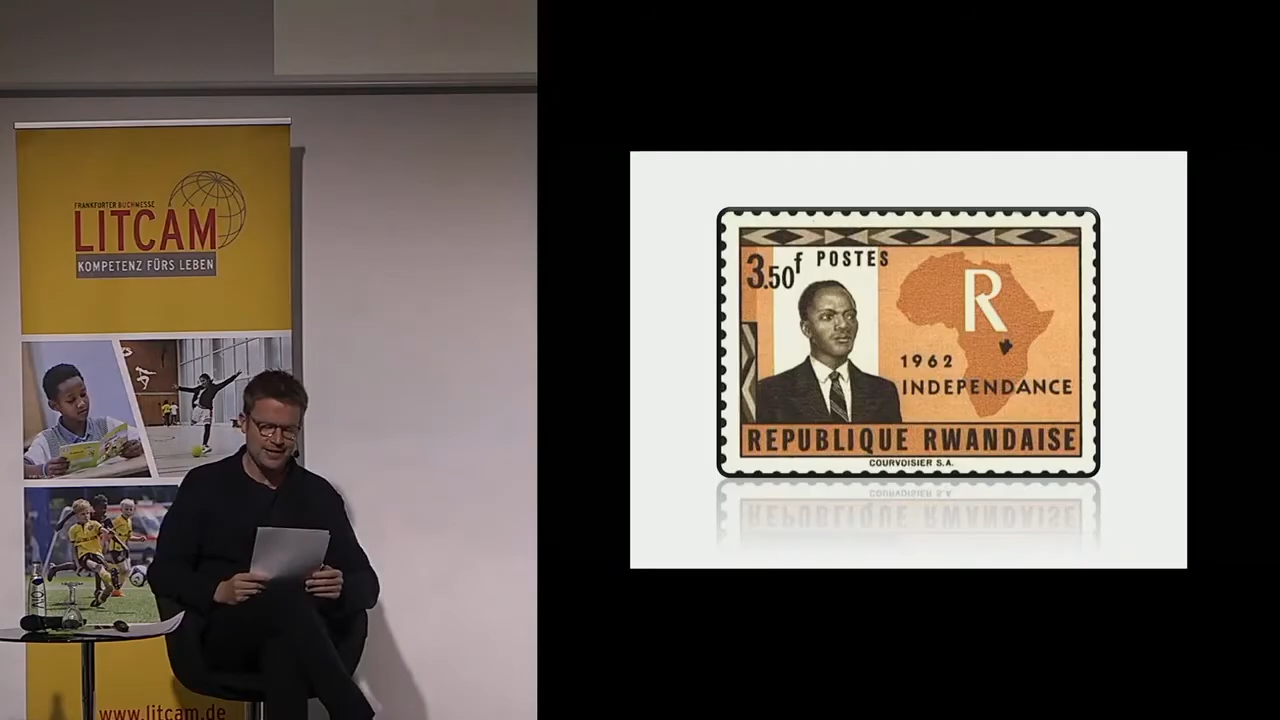 FRANKFURTER BUCHMESSE
LITCAM
KOMPETENZ FÜRS LEBEN
www.litcam.de
3.50f POSTES
R
1962
INDEPENDANCE
REPUBLIQUE RWANDAISE
COURVOISIER S.A.